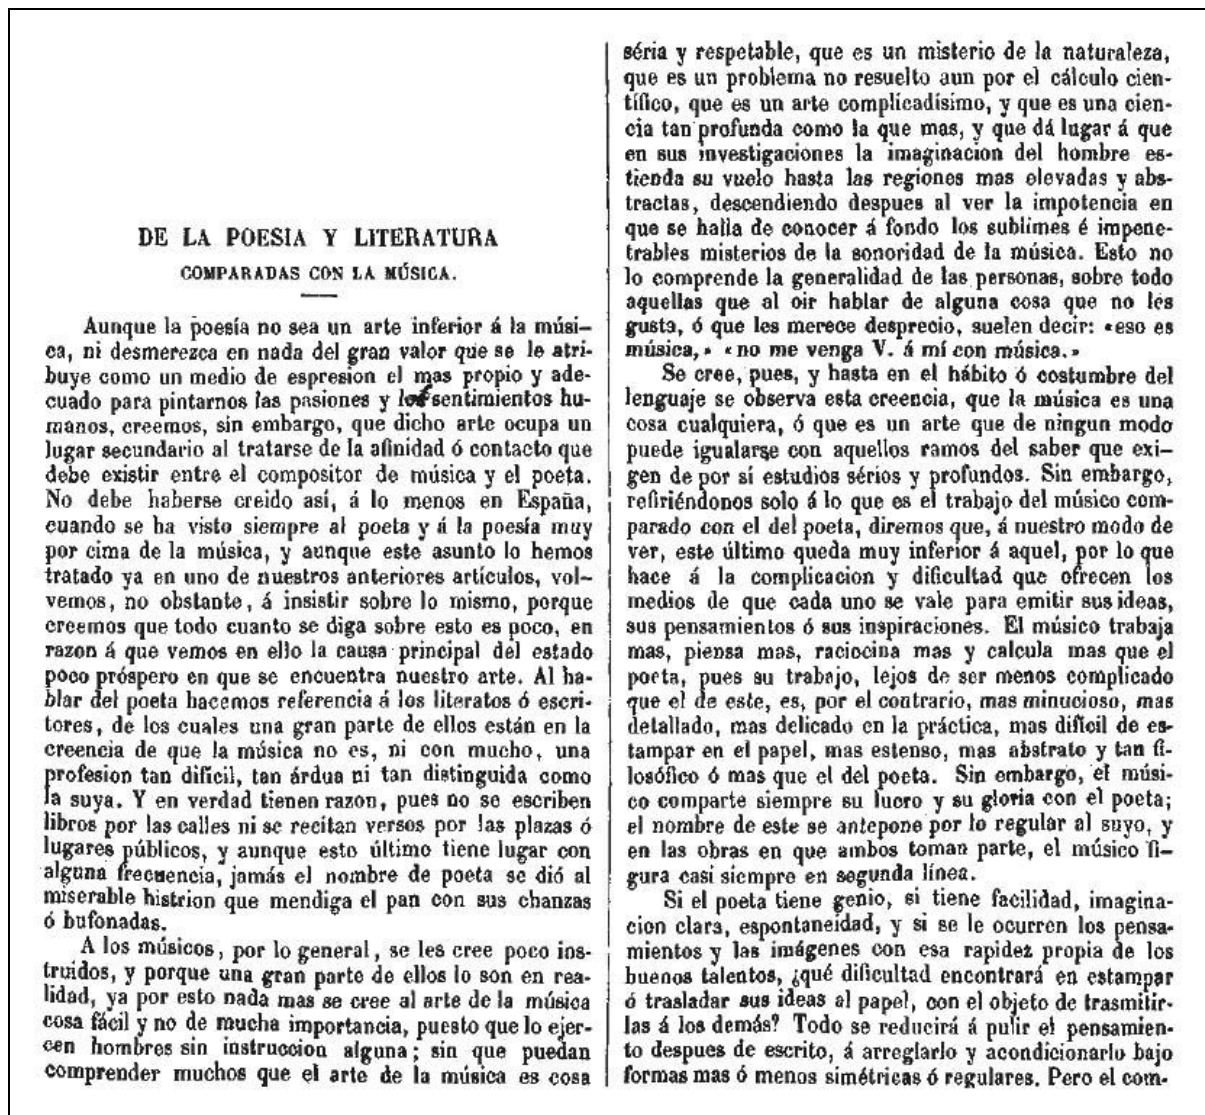 DE LA POESIA Y LITERATURA
COMPARADAS CON LA MÚSICA.
Aunque la poesía no sea un arte inferior á la músi-
ca, ni desmerezca en nada del gran valor que se le atri-
buye como un medio de espresion el mas propio y ade-
cuado para pintarnos las pasiones y los sentimientos hu-
manos, creemos, sin embargo, que dicho arte ocupa un
lugar secundario al tratarse de la afinidad ó contacto que
debe existir entre el compositor de música y el poeta.
No debe haberse creido así, á lo menos en España,
cuando se ha visto siempre al poeta y á la poesía muy
por cima de la música, y aunque este asunto lo hemos
tratado ya en uno de nuestros anteriores artículos, vol-
vemos, no obstante, á insistir sobre lo mismo, porque
creemos que todo cuanto se diga sobre esto es poco, en
razon á que vemos en ello la causa principal del estado
poco próspero en que se encuentra nuestro arte. Al ha-
blar del poeta hacemos referencia á los literatos ó escri-
tores, de los cuales una gran parte de ellos están en la
creencia de que la música no es, ni con mucho, una
profesion tan dificil, tan árdua ni tan distinguida como
la suya. Y en verdad tienen razon, pues no se escriben
libros por las calles ni se recitan versos por las plazas ó
lugares públicos, y aunque esto último tiene lugar con
alguna frecuencia, jamás el nombre de poeta se dió al
miserable histrion que mendiga el pan con sus chanzas
ó bufonadas.
A los músicos, por lo general, se les cree poco ins-
truidos, y porque una gran parte de ellos lo son en rea-
lidad, ya por esto nada mas se cree al arte de la música
cosa fácil y no de mucha importancia, puesto que lo ejer-
cen hombres sin instruccion alguna; sin que puedan
comprender muchos que el arte de la música es cosa
séria y respetable, que es un misterio de la naturaleza,
que es un problema no resuelto aun por el cálculo cien-
tífico, que es un arte complicadísimo, y que es una cien-
cia tan profunda como la que mas, y que dá lugar á que
en sus investigaciones la imaginacion del hombre es-
tienda su vuelo hasta las regiones mas elevadas y abs-
tractas, descendiendo despues al ver la impotencia en
que se halla de conocer á fondo los sublimes é impene-
trables misterios de la sonoridad de la música. Esto no
lo comprende la generalidad de las personas, sobre todo
aquellas que al oir hablar de alguna cosa que no les
gusta, ó que les merece desprecio, suelen decir: «eso es
música,» «no me venga V. á mí con música.»
Se cree, pues, y hasta en el hábito ó costumbre del
lenguaje se observa esta creencia, que la música es una
cosa cualquiera, ó que es un arte que de ningun modo
puede igualarse con aquellos ramos del saber que exi-
gen de por sí estudios sérios y profundos. Sin embargo,
refiriéndonos solo á lo que es el trabajo del músico com-
parado con el del poeta, diremos que, á nuestro modo de
ver, este último queda muy inferior á aquel, por lo que
hace á la complicacion y dificultad que ofrecen los
medios de que cada uno se vale para emitir sus ideas,
sus pensamientos ó sus inspiraciones. El músico trabaja
mas, piensa mas, raciocina mas y calcula mas que el
poeta, pues su trabajo, lejos de ser menos complicado
que el de este, es, por el contrario, mas minucioso, mas
detallado, mas delicado en la práctica, mas dificil de es-
tampar en el papel, mas estenso, mas abstrato y tan fi-
losófico ó mas que el del poeta. Sin embargo, el músi-
co comparte siempre su lucro y su gloria con el poeta;
el nombre de este se antepone por lo regular al suyo, y
en las obras en que ambos toman parte, el músico fi-
gura casi siempre en segunda línea.
Si el poeta tiene genio, si tiene facilidad, imagina-
cion clara, espontaneidad, y si se le ocurren los pensa-
mientos y las imágenes con esa rapidez propia de los
buenos talentos, ¿qué dificultad encontrará en estampar
ó trasladar sus ideas al papel, con el objeto de trasmitir-
las á los demás? Todo se reducirá á pulir el pensamien-
to despues de escrito, á arreglarlo y acondicionarlo bajo
formas mas ó menos simétricas ó regulares. Pero el com-